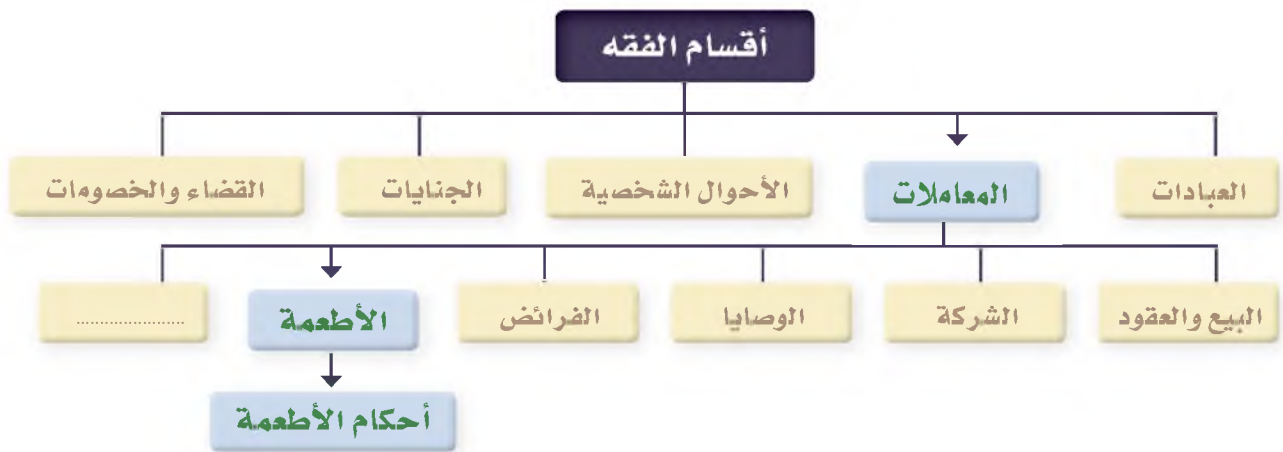 أقسام الفقه
العبادات
المعاملات
الأحوال الشخصية
الجنايات
القضاء والخصومات
البيع والعقود
الشركة
الوصايا
الفرائض
الأطعمة
......................
أحكام الأطعمة